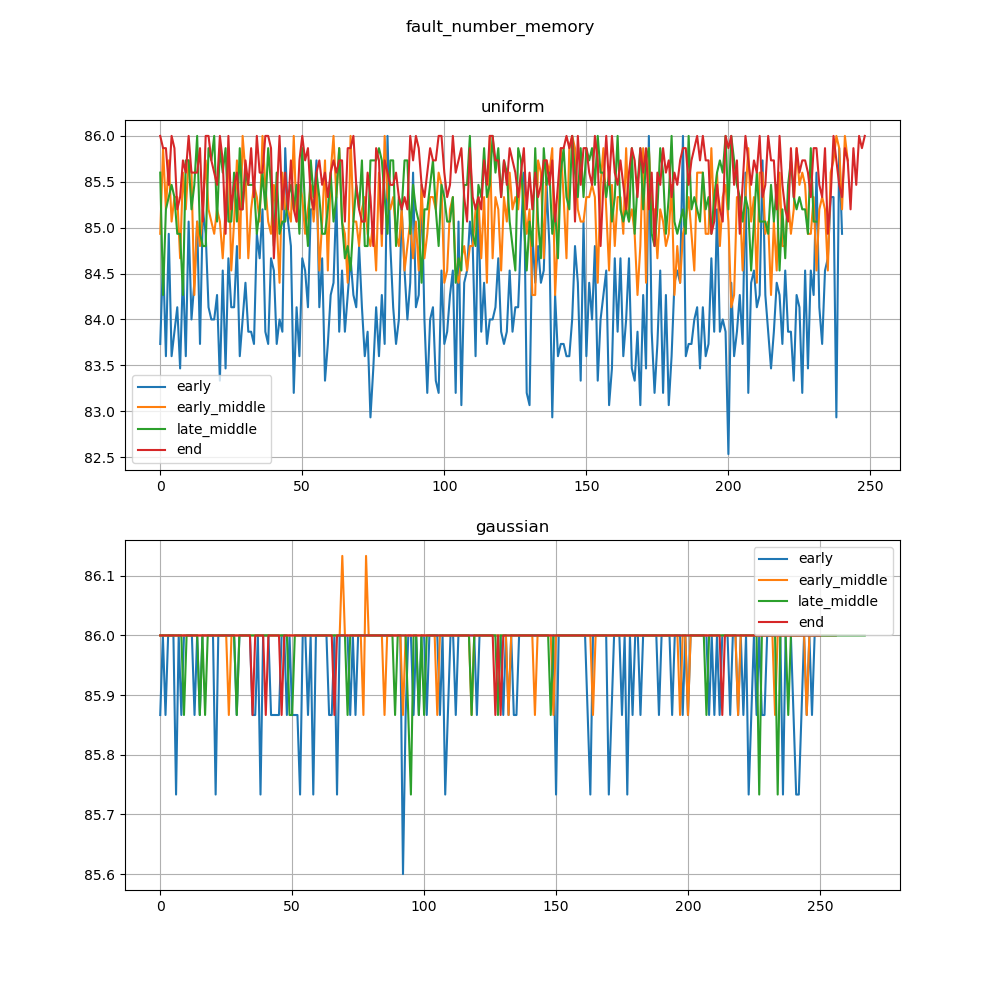 fault_number_memory
uniform
86.0
85.5
85.0
84.5
84.0
83.5
83.0
82.5
early
early_middle
late_middle
end
0 50 100 150 200 250
gaussian
86.1
86.0
85.9
85.8
85.7
85.6
early
early_middle
late_middle
end
0 50 100 150 200 250